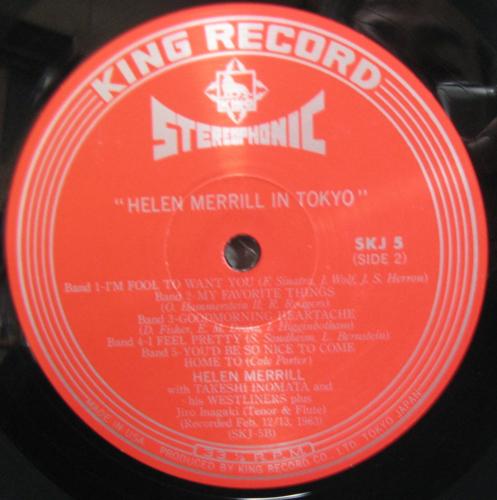 KING RECORD
KING
STEREOPHONIC
"HELEN MERRILL IN TOKYO"
SKJ 5
(SIDE 2)
Band 1-I'M FOOL TO WANT YOU (F. Sinatra, J. Wolf, J. S. Herron)
Band 2-MY FAVORITE THINGS
(O. Hammerstein II, R. Rodgers)
Band 3-GOODMORNING HEARTACHE
(D. Fisher, E. M. I. Higginbotham)
Band 4-I FEEL PRETTY (S. Sondheim, L. Bernstein)
Band 5-YOU'D BE SO NICE TO COME
HOME TO (Cole Porter)
HELEN MERRILL
with TAKESHI INOMATA and
his WESTLINERS plus
Jiro Inagaki (Tenor & Flute)
(Recorded Feb. 12/13, 1963)
(SKJ-5B)
33⅓ R.P.M.
MADE IN USA
PRODUCED BY KING RECORD CO., LTD. TOKYO JAPAN